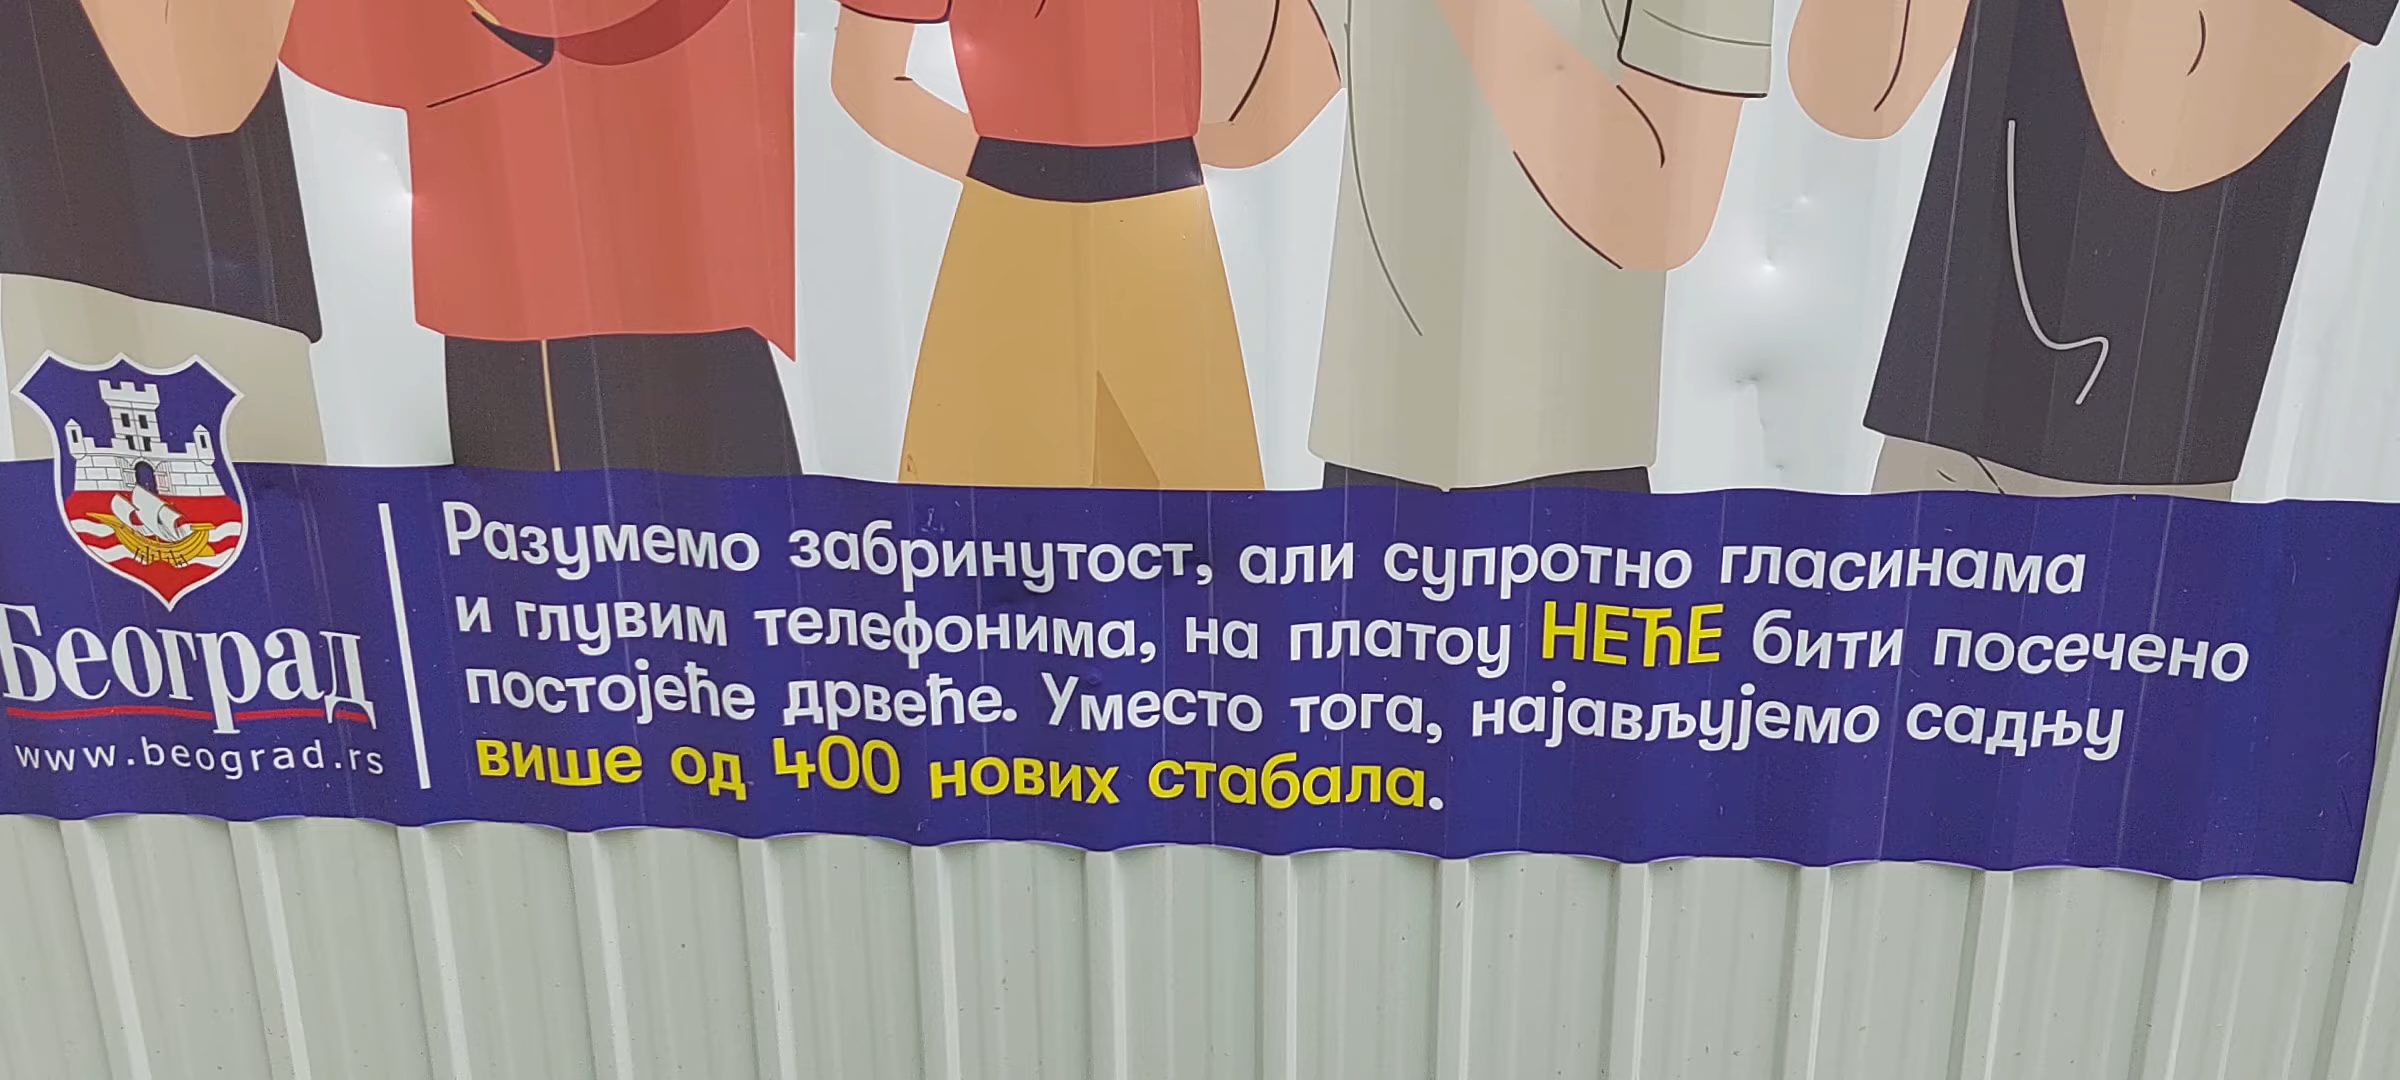 Београд
www.beograd.rs
Разумемо забринутост, али супротно гласинама
и глувим телефонима, на платоу НЕЋЕ бити посечено
постојеће дрвеће. Уместо тога, најављујемо садњу
више од 400 нових стабала.